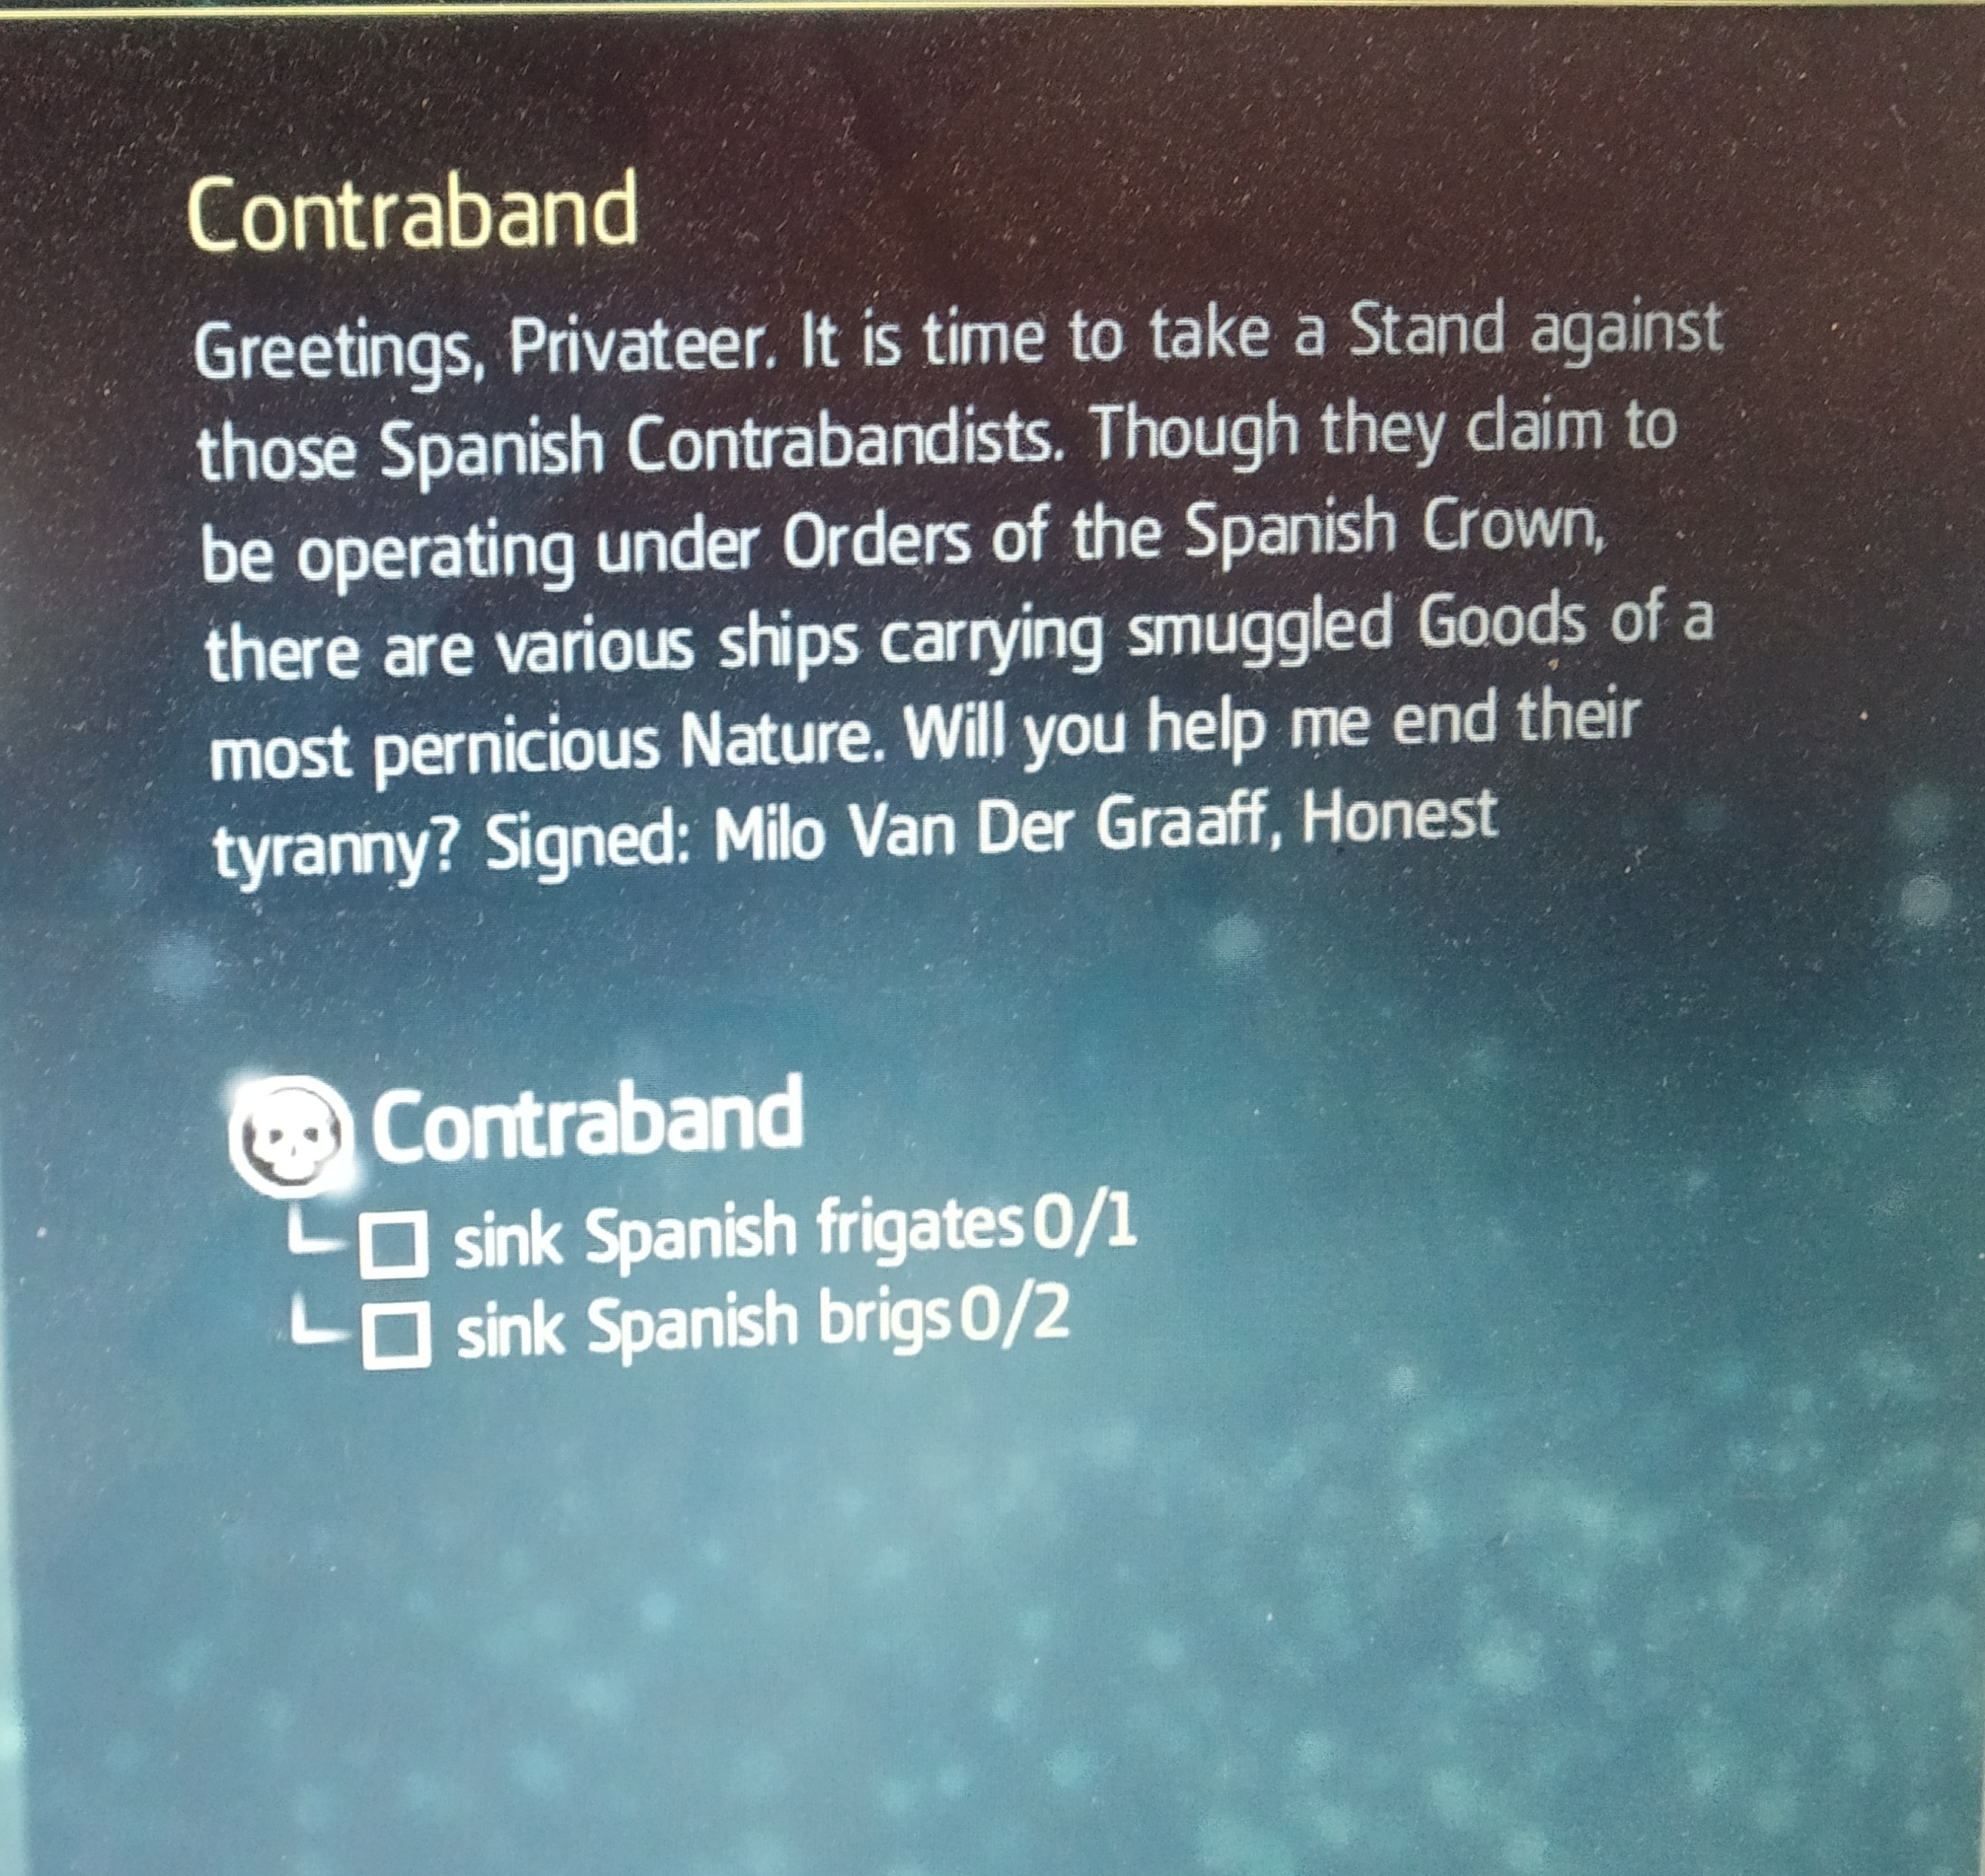 Contraband
Greetings, Privateer. It is time to take a Stand against
those Spanish Contrabandists. Though they claim to
be operating under Orders of the Spanish Crown,
there are various ships carrying smuggled Goods of a
most pernicious Nature. Will you help me end their
tyranny? Signed: Milo Van Der Graaff, Honest
Contraband
sink Spanish frigates 0/1
sink Spanish brigs 0/2